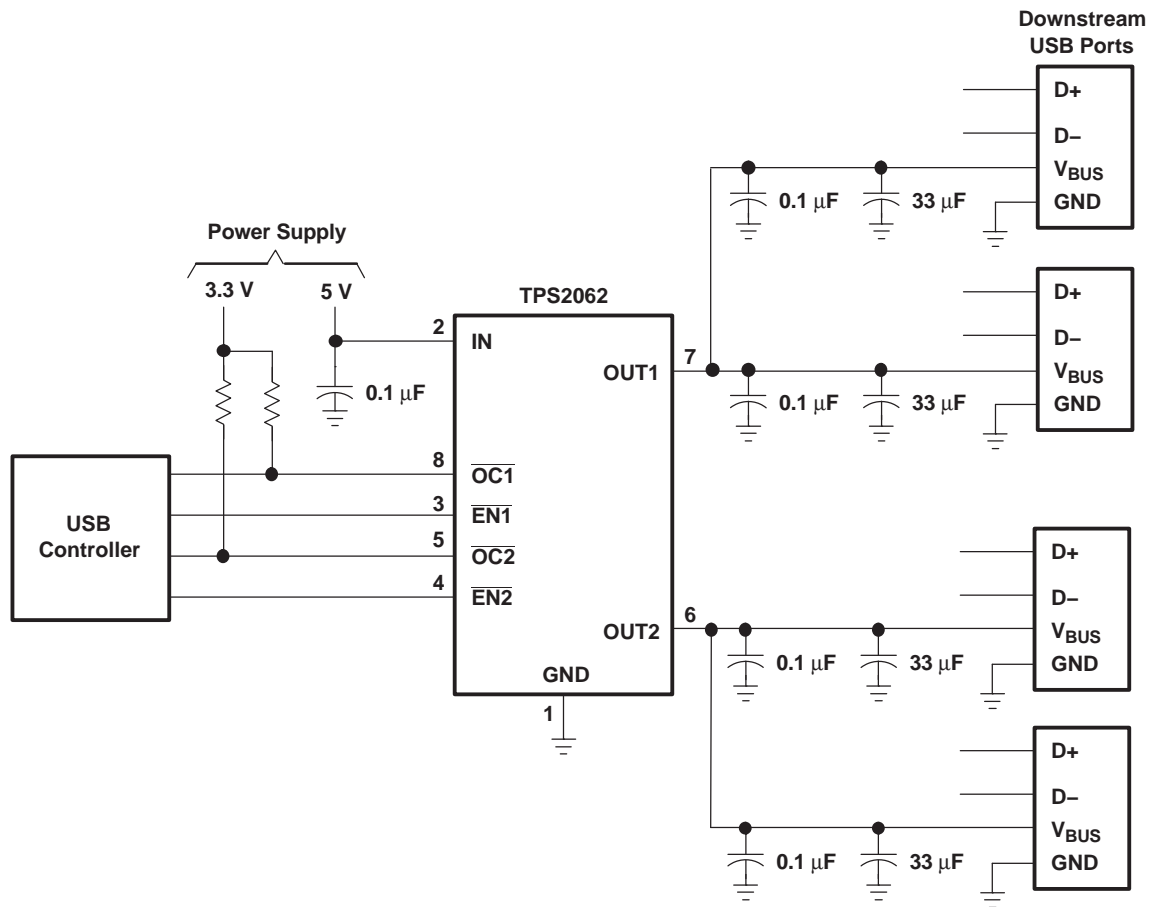 Downstream
USB Ports
D+
D−
VBUS
GND
0.1 μF
33 μF
Power Supply
3.3 V
5 V
0.1 μF
TPS2062
2
IN
OUT1
7
D+
D−
VBUS
GND
0.1 μF
33 μF
USB
Controller
8
OC1
3
EN1
5
OC2
4
EN2
OUT2
6
GND
1
D+
D−
VBUS
GND
0.1 μF
33 μF
D+
D−
VBUS
GND
0.1 μF
33 μF